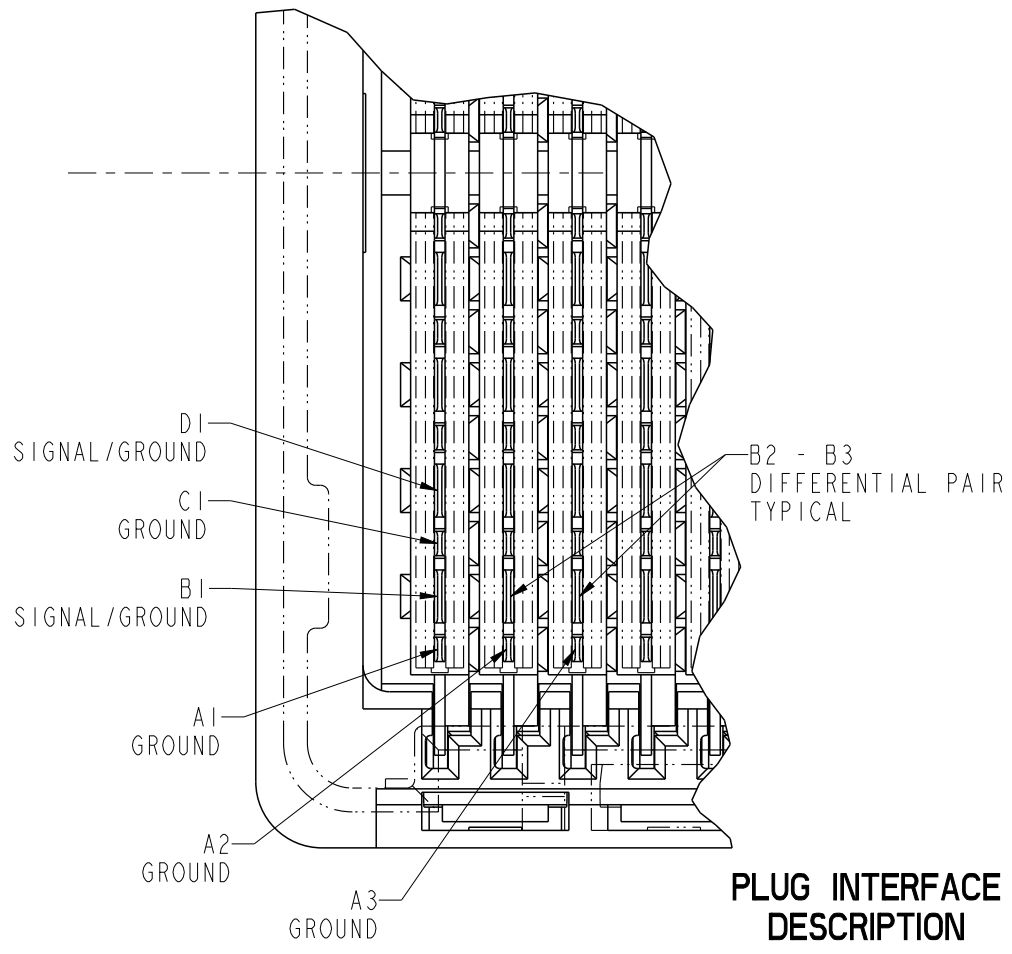 D1
SIGNAL/GROUND
C1
GROUND
B1
SIGNAL/GROUND
A1
GROUND
A2
GROUND
A3
GROUND
B2 - B3
DIFFERENTIAL PAIR
TYPICAL
PLUG INTERFACE
DESCRIPTION